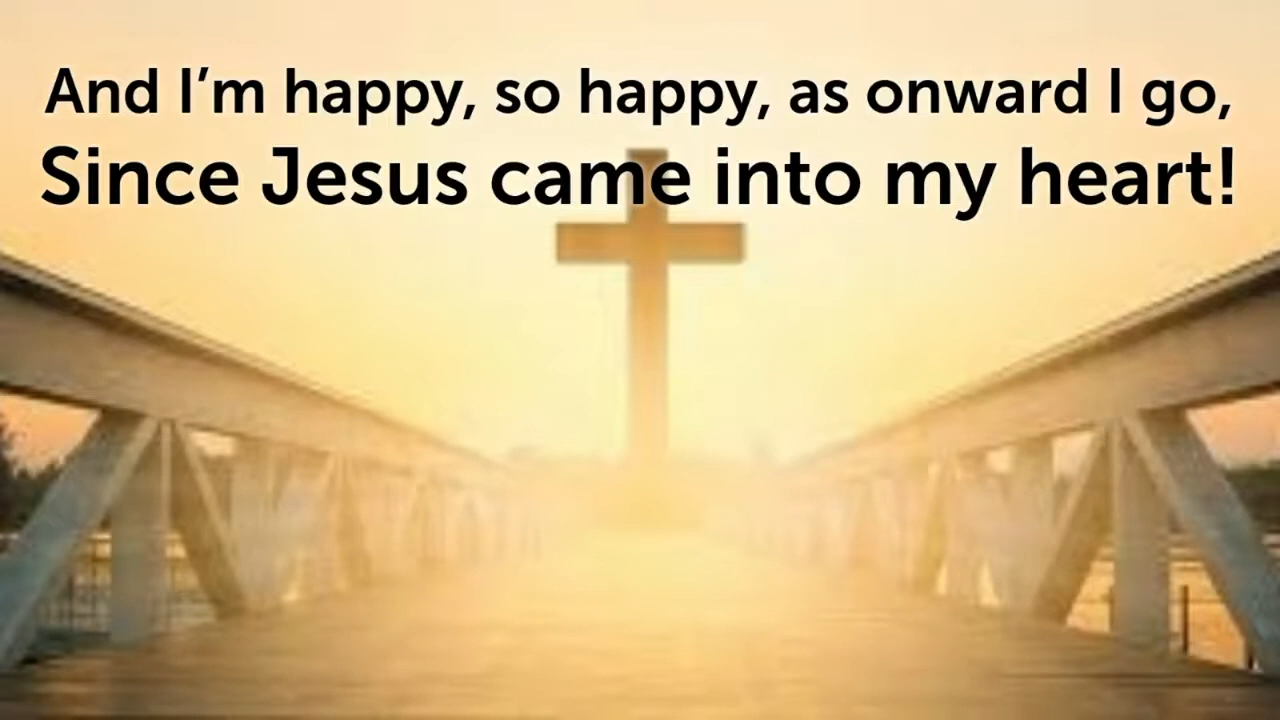 And I’m happy, so happy, as onward I go,
Since Jesus came into my heart!